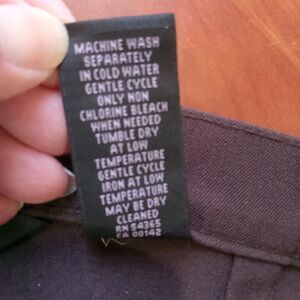 MACHINE WASH
SEPARATELY
IN COLD WATER
GENTLE CYCLE
ONLY NON
CHLORINE BLEACH
WHEN NEEDED
TUMBLE DRY
AT LOW
TEMPERATURE
GENTLE CYCLE
IRON AT LOW
TEMPERATURE
MAY BE DRY
CLEANED
RN 54365
CA 00142